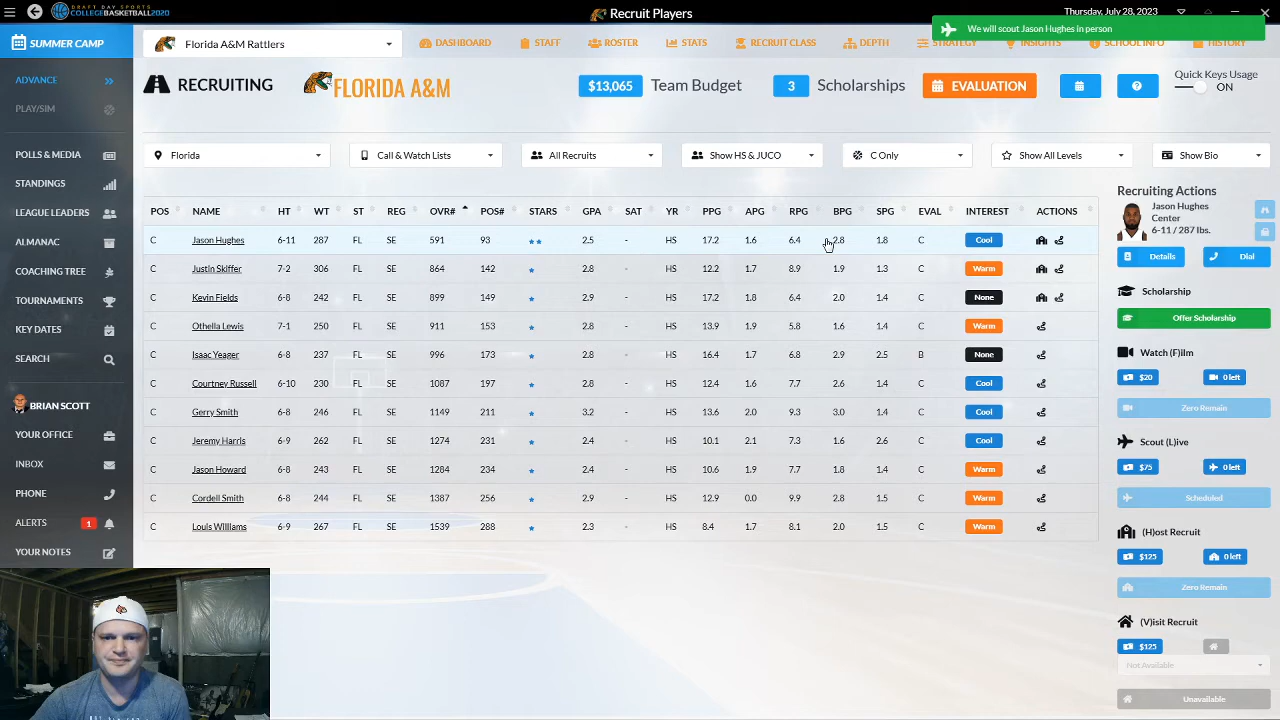 DRAFT DAY SPORTS
COLLEGE BASKETBALL 2020
Recruit Players
Thursday, July 28, 2023
We will scout Jason Hughes in person
SUMMER CAMP
Florida A&M Rattlers
DASHBOARD STAFF ROSTER STATS RECRUIT CLASS DEPTH STRATEGY INSIGHTS SCHOOL INFO HISTORY
ADVANCE
PLAY/SIM
RECRUITING FLORIDA A&M $13,065 Team Budget 3 Scholarships EVALUATION ?
Quick Keys Usage
ON
POLLS & MEDIA
STANDINGS
LEAGUE LEADERS
ALMANAC
COACHING TREE
TOURNAMENTS
KEY DATES
SEARCH
BRIAN SCOTT
YOUR OFFICE
INBOX
PHONE
ALERTS 1
YOUR NOTES
Florida Call & Watch Lists All Recruits Show HS & JUCO C Only Show All Levels Show Bio
POS NAME HT WT ST REG OVR# POS# STARS GPA SAT YR PPG APG RPG BPG SPG EVAL INTEREST ACTIONS
C Jason Hughes 6-11 287 FL SE 591 93 2.5 - HS 17.2 1.6 6.4 2.8 1.8 C Cool
C Justin Skiffer 7-2 306 FL SE 864 142 2.8 - HS 12.2 1.7 8.9 1.9 1.3 C Warm
C Kevin Fields 6-8 242 FL SE 899 149 2.9 - HS 1.8 6.4 2.0 1.4 C None
C Othella Lewis 7-1 250 FL SE 911 2.8 - HS 13.9 1.9 5.8 1.6 1.4 C Warm
C Isaac Yeager 6-8 237 FL SE 996 173 2.8 - HS 16.4 1.7 6.8 2.9 2.5 B None
C Courtney Russell 6-10 230 FL SE 197 2.8 - HS 12.4 1.6 7.7 2.6 1.4 C Cool
C Gerry Smith 6-8 246 FL SE 1149 3.2 - HS 13.6 2.0 9.3 3.0 1.4 C Cool
C Jeremy Harris 6-9 262 FL SE 1274 231 2.4 - HS 10.1 2.1 7.3 1.6 2.6 C Cool
C Jason Howard 6-8 243 FL SE 1284 234 2.4 - HS 1.9 7.7 1.8 1.4 C Warm
C Cordell Smith 6-8 244 FL SE 1387 256 2.9 - HS 0.0 9.9 2.8 1.5 C Warm
C Louis Williams 6-9 267 FL SE 1539 288 2.3 - HS 8.4 1.7 2.0 1.5 C Warm
Recruiting Actions
Jason Hughes
Center
6-11 / 287 lbs.
Details Dial
Scholarship
Offer Scholarship
Watch (F)ilm
$20 0 left
Zero Remain
Scout (L)ive
$75 0 left
Scheduled
(H)ost Recruit
$125 0 left
Zero Remain
(V)isit Recruit
$125
Not Available
Unavailable